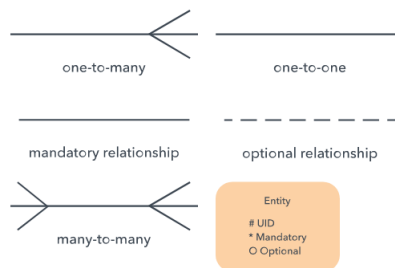 one-to-many
one-to-one
mandatory relationship
optional relationship
many-to-many
Entity
# UID
* Mandatory
O Optional